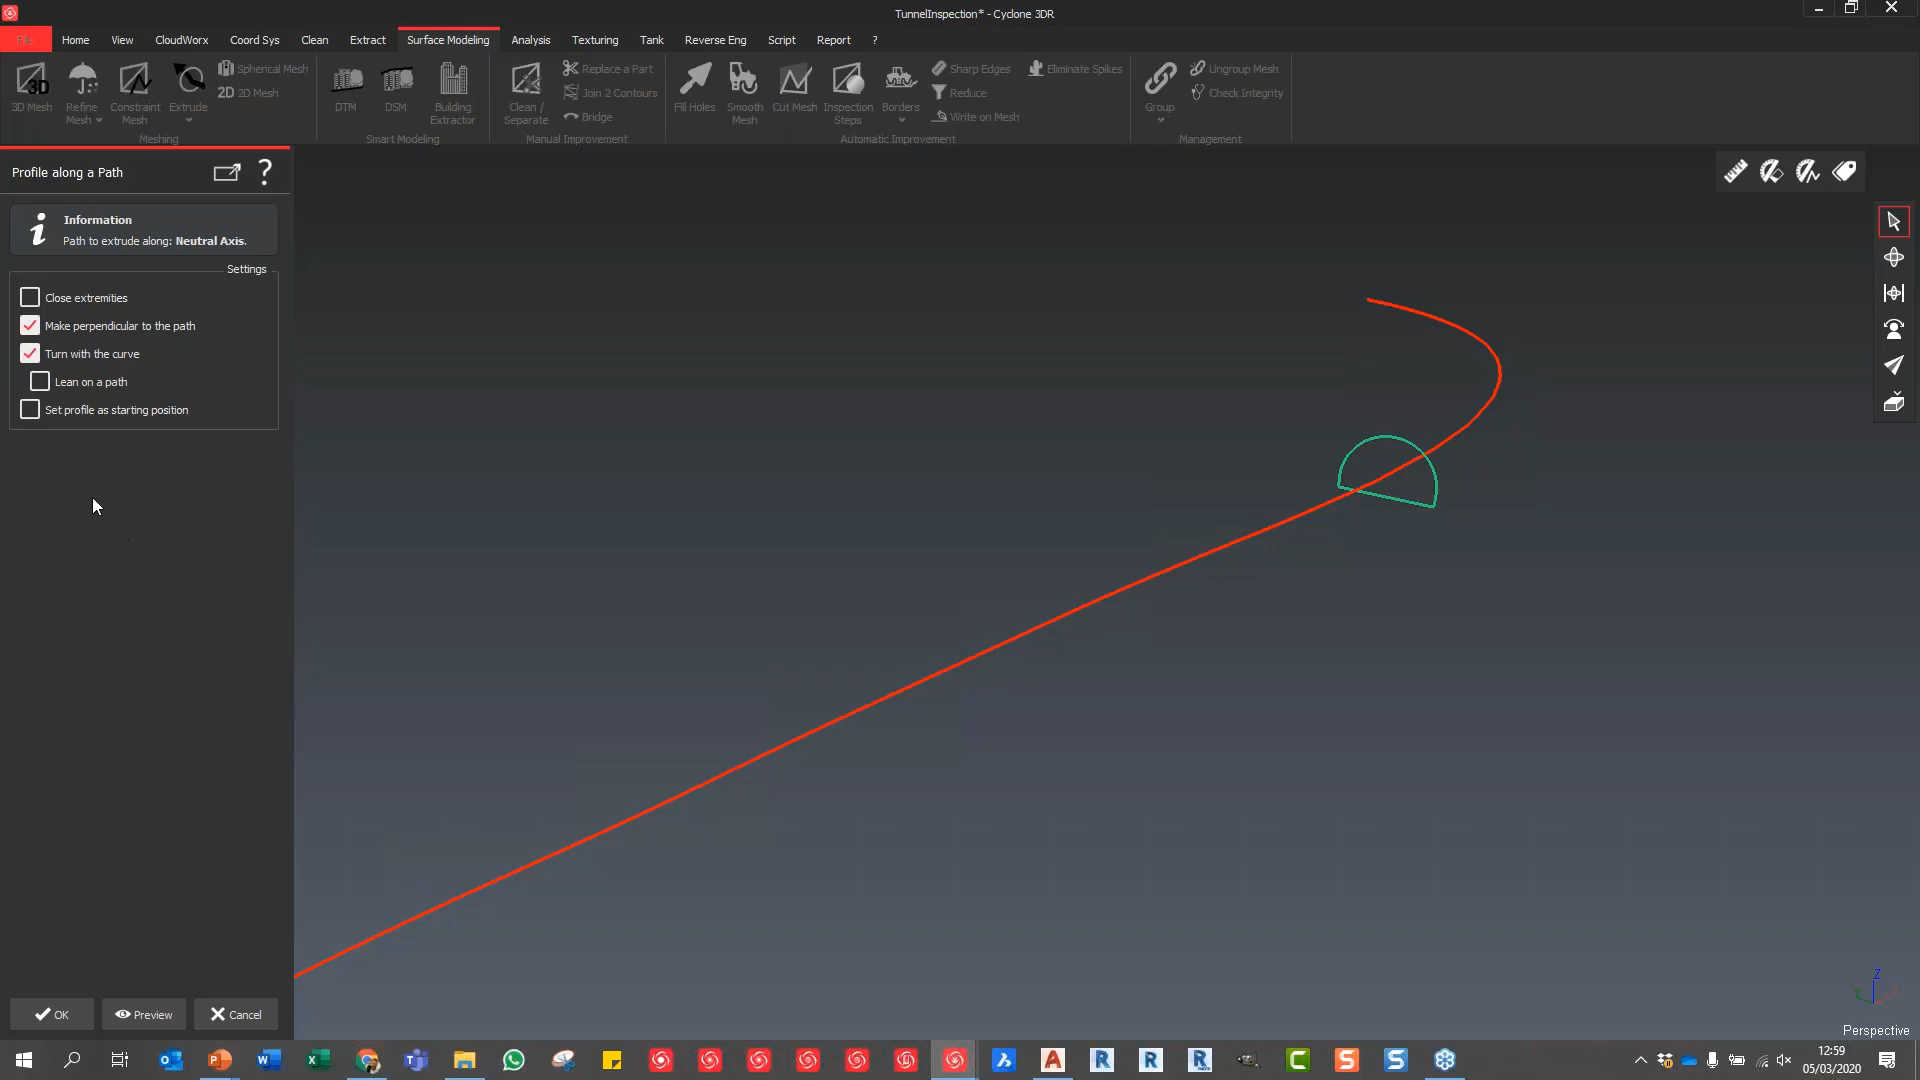 TunnelInspection* - Cyclone 3DR
File Home View CloudWorx Coord Sys Clean Extract Surface Modeling Analysis Texturing Tank Reverse Eng Script Report ?
3D Mesh
Refine Mesh
Constraint Mesh
Extrude
Spherical Mesh
2D 2D Mesh
Meshing
DTM
DSM
Building Extractor
Smart Modeling
Clean / Separate
Replace a Part
Join 2 Contours
Bridge
Manual Improvement
Fill Holes
Smooth Mesh
Cut Mesh
Inspection Steps
Borders
Sharp Edges
Reduce
Write on Mesh
Eliminate Spikes
Automatic Improvement
Group
Ungroup Mesh
Check Integrity
Management
Profile along a Path ?
Information
Path to extrude along: Neutral Axis.
Settings
Close extremities
Make perpendicular to the path
Turn with the curve
Lean on a path
Set profile as starting position
OK Preview Cancel
Z
Perspective
12:59
05/03/2020